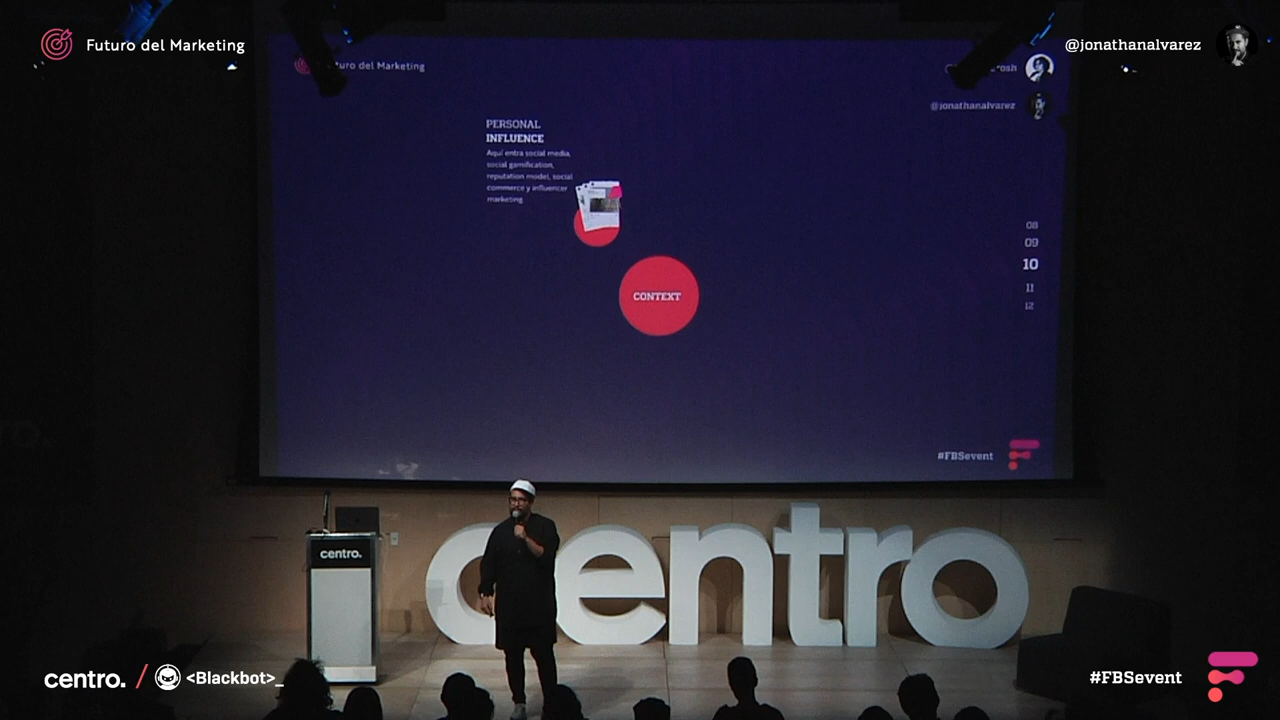 Futuro del Marketing
@jonathanalvarez
uro del Marketing
@jonathanalvarez
PERSONAL
INFLUENCE
Aquí entra social media,
social gamification,
reputation model, social
commerce y influencer
marketing
CONTEXT
08
09
10
11
12
#FBSevent
centro.
centro
centro. / <Blackbot>_
#FBSevent